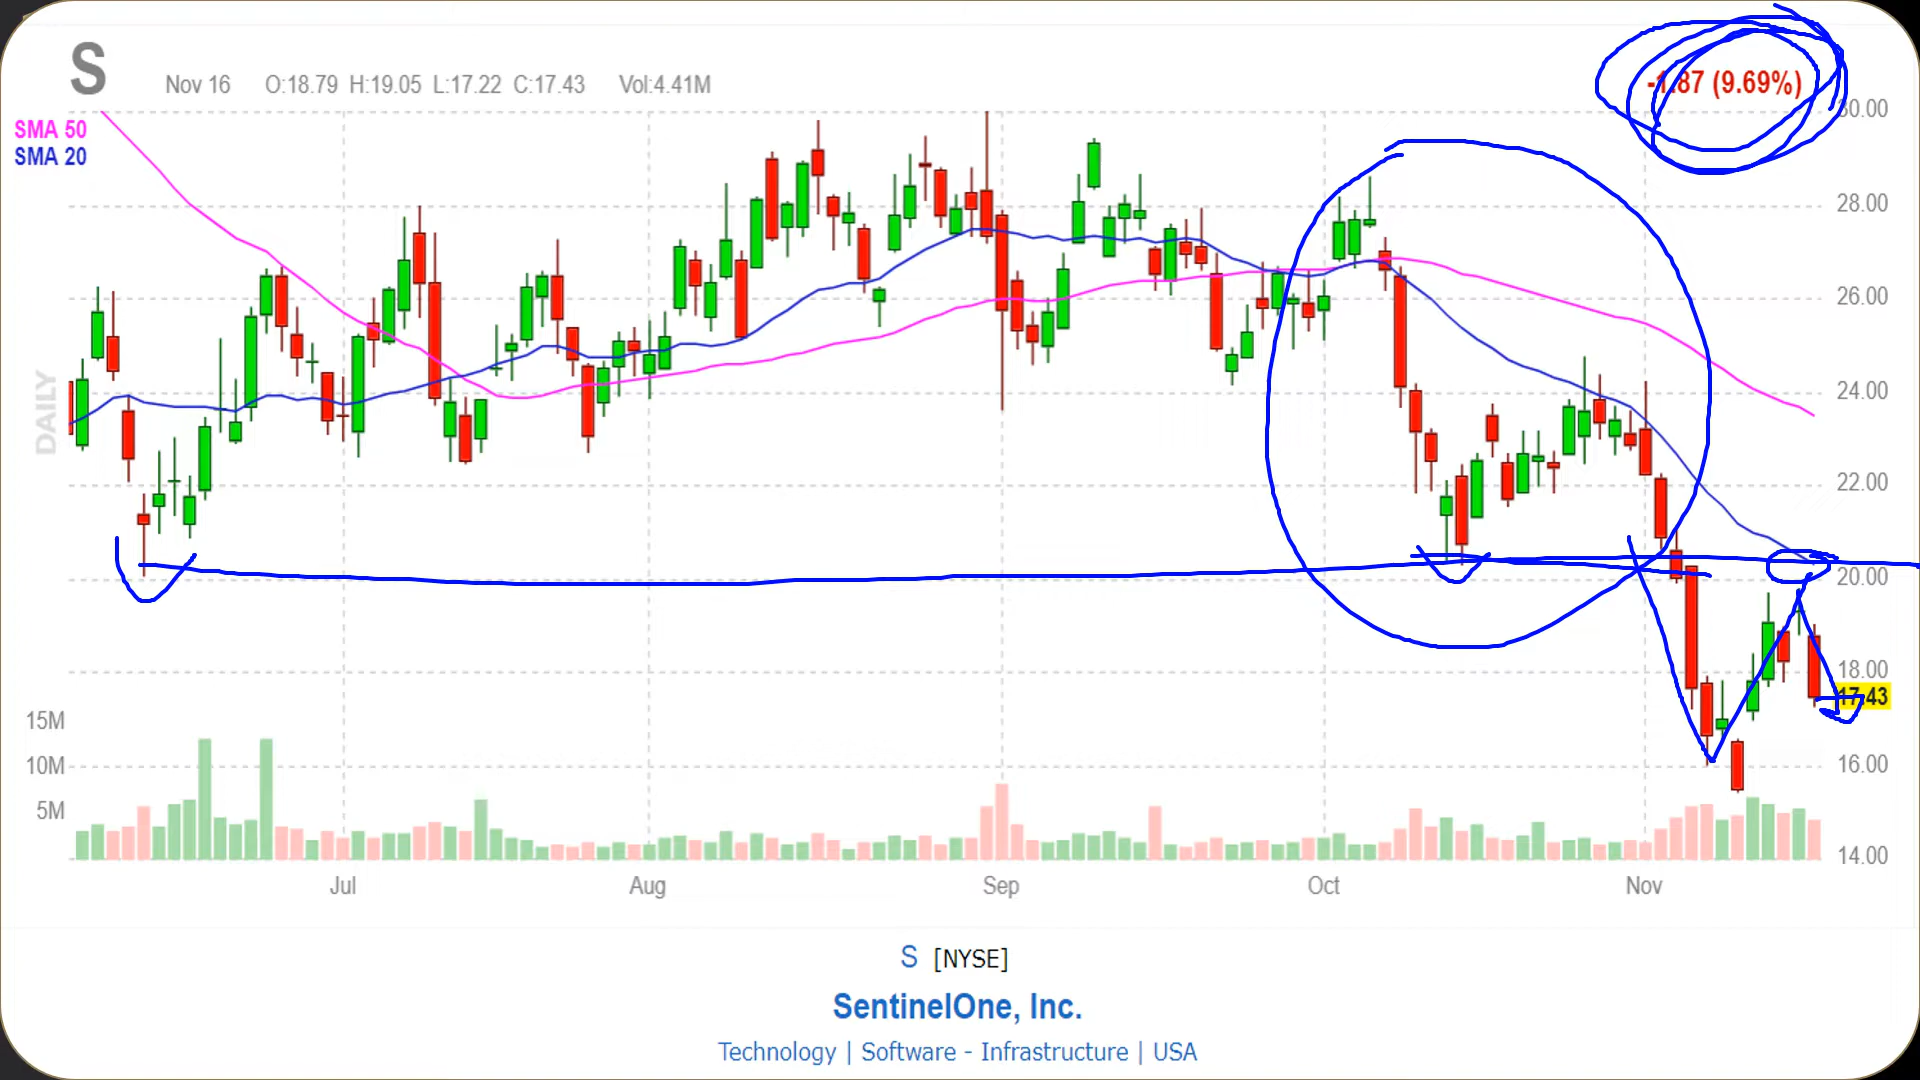 S
Nov 16 O:18.79 H:19.05 L:17.22 C:17.43 Vol:4.41M
-1.87 (9.69%)
SMA 50
SMA 20
30.00
28.00
26.00
24.00
22.00
20.00
18.00
17.43
16.00
14.00
DAILY
15M
10M
5M
Jul Aug Sep Oct Nov
S [NYSE]
SentinelOne, Inc.
Technology | Software - Infrastructure | USA